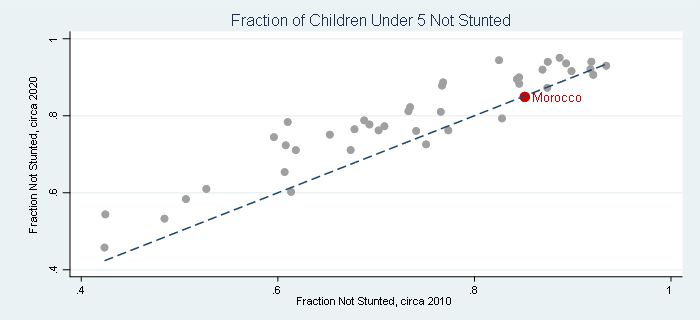 Fraction of Children Under 5 Not Stunted
Fraction Not Stunted, circa 2020
1
.8
.6
.4
Morocco
.4
.6
.8
1
Fraction Not Stunted, circa 2010